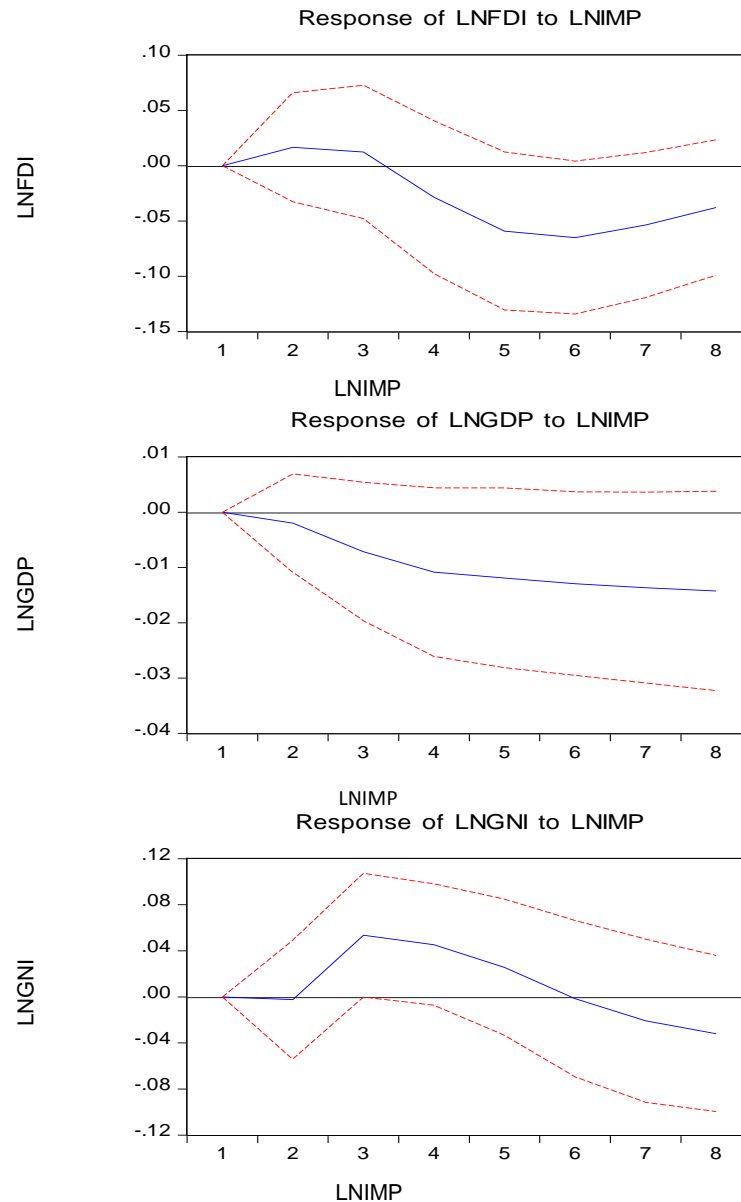 Response of LNFDI to LNIMP
.10
.05
.00
-.05
-.10
-.15
LNFDI
1 2 3 4 5 6 7 8
LNIMP
Response of LNGDP to LNIMP
.01
.00
-.01
-.02
-.03
-.04
LNGDP
1 2 3 4 5 6 7 8
LNIMP
Response of LNGNI to LNIMP
.12
.08
.04
.00
-.04
-.08
-.12
LNGNI
1 2 3 4 5 6 7 8
LNIMP